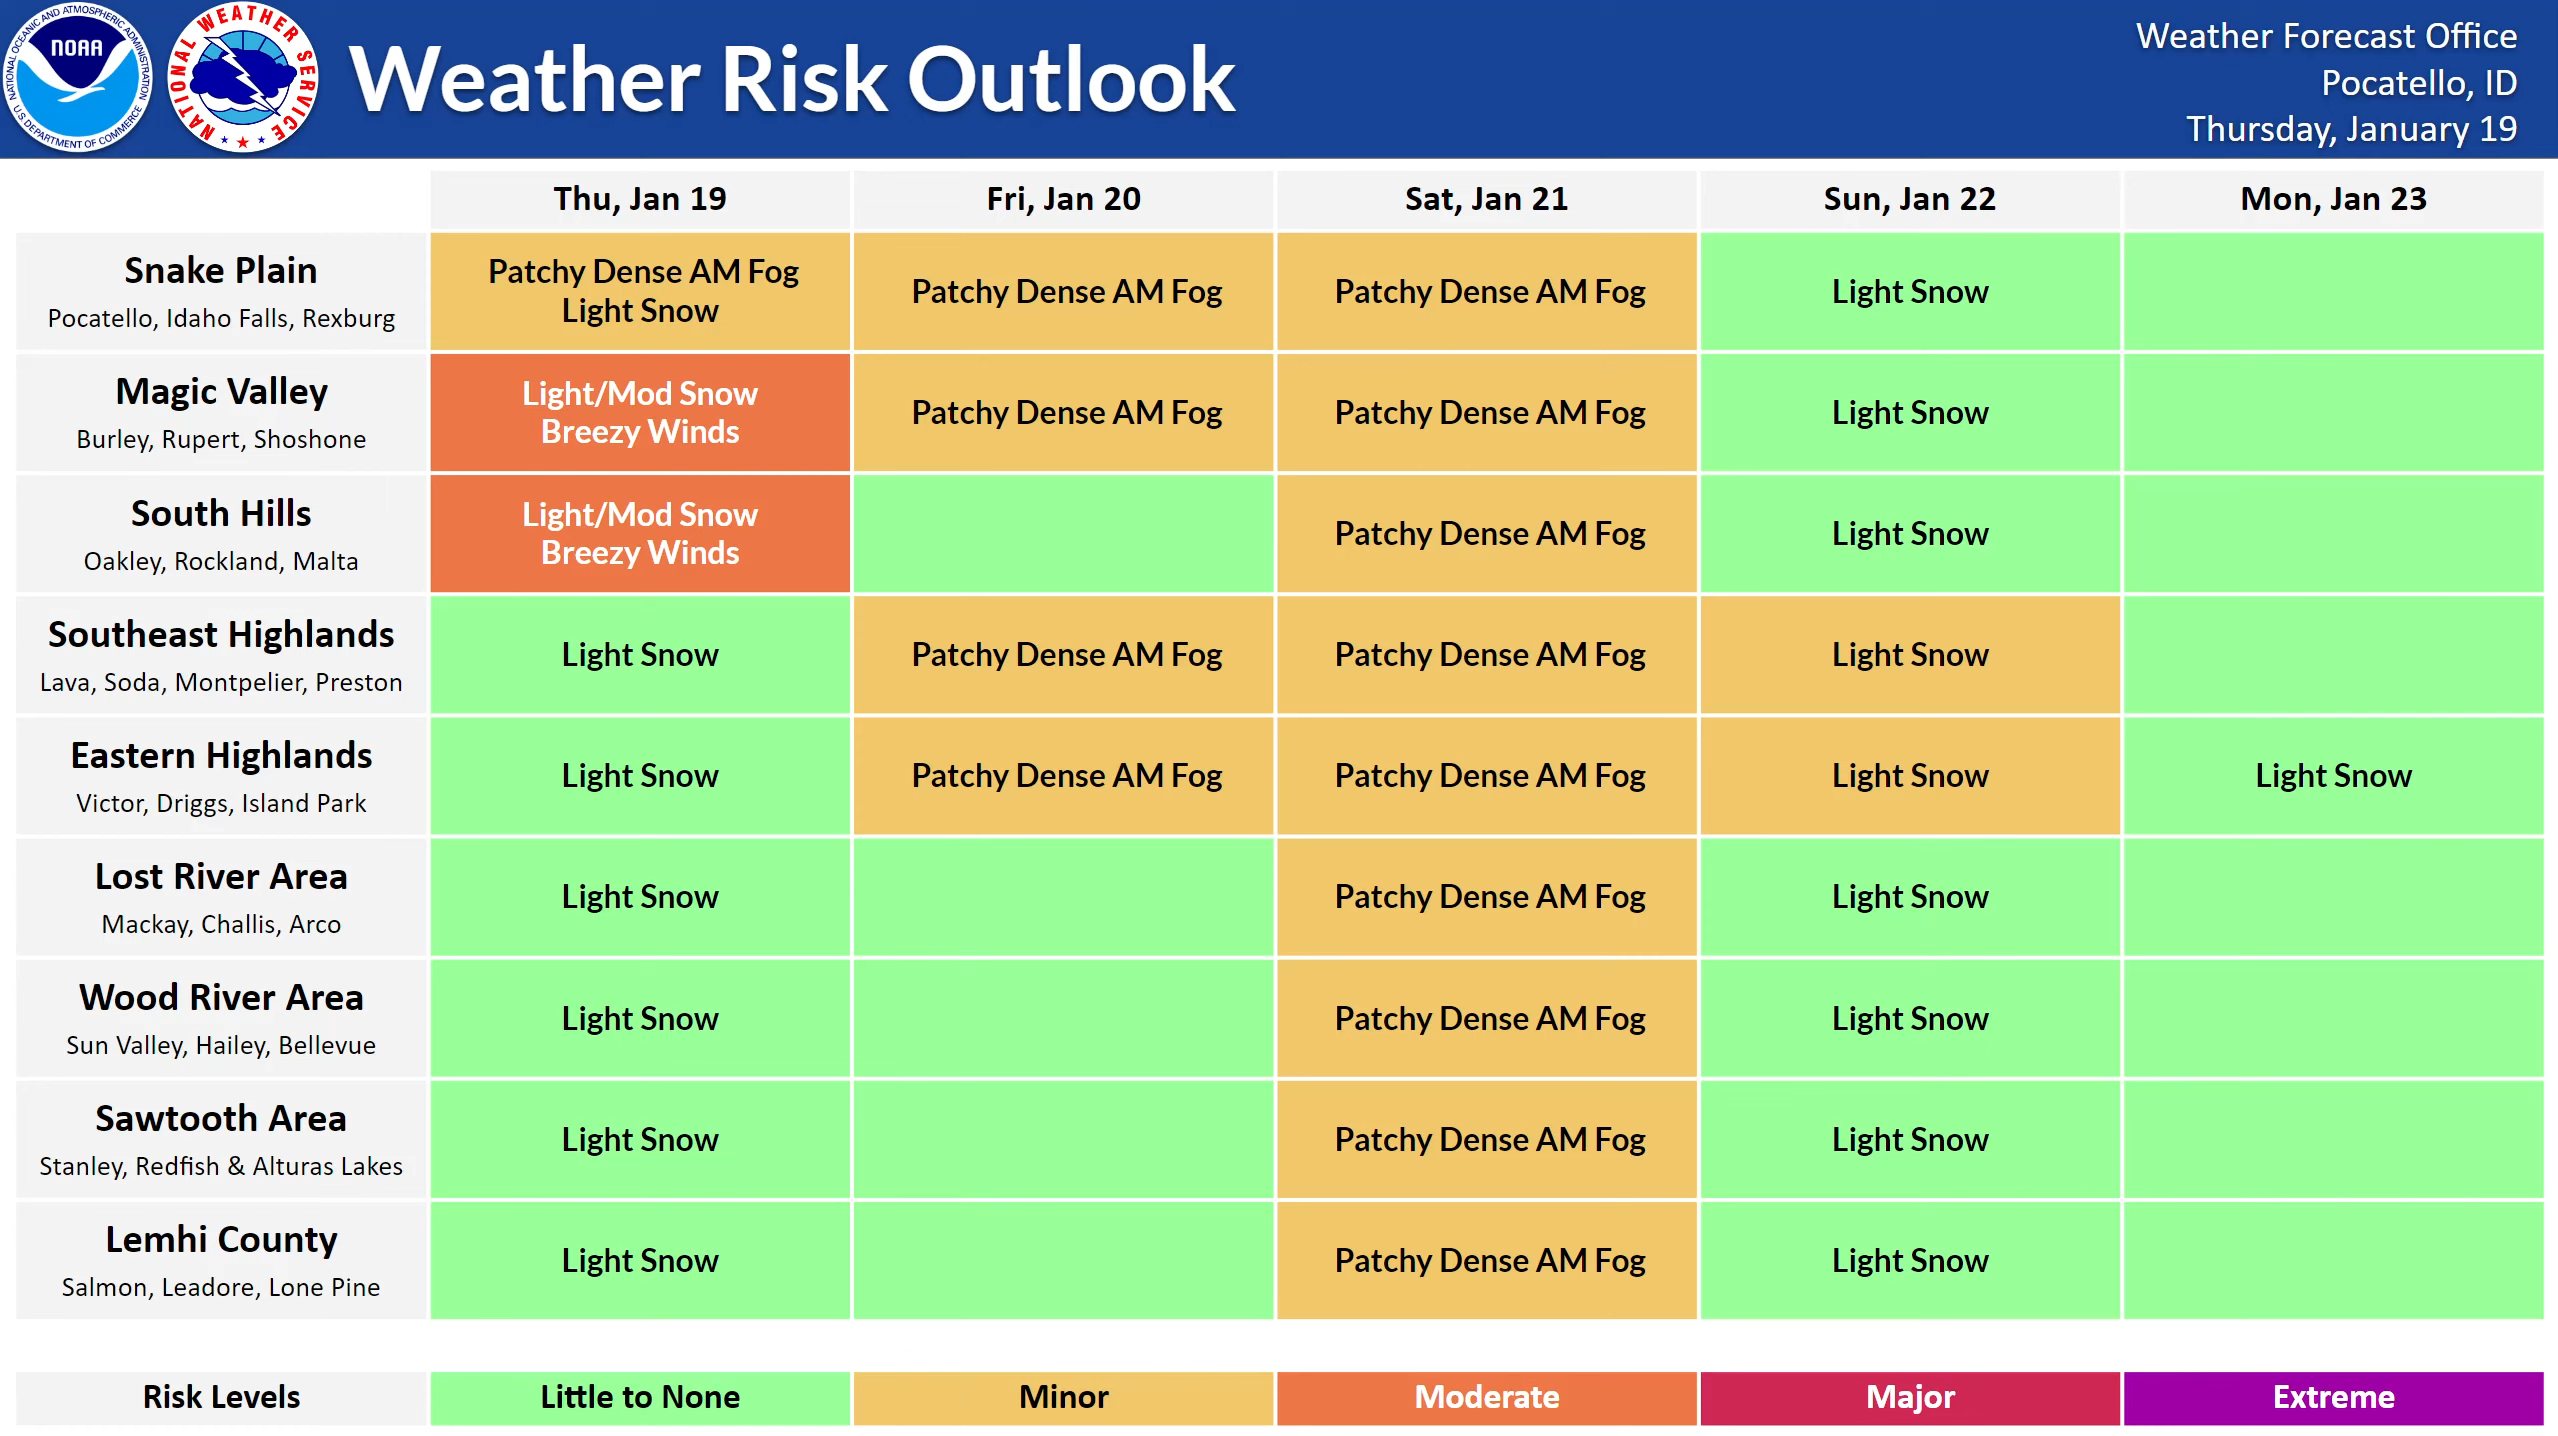 NATIONAL OCEANIC AND ATMOSPHERIC ADMINISTRATION
NOAA
U.S. DEPARTMENT OF COMMERCE
NATIONAL WEATHER SERVICE
Weather Risk Outlook
Weather Forecast Office
Pocatello, ID
Thursday, January 19
Thu, Jan 19
Fri, Jan 20
Sat, Jan 21
Sun, Jan 22
Mon, Jan 23
Snake Plain
Pocatello, Idaho Falls, Rexburg
Patchy Dense AM Fog
Light Snow
Patchy Dense AM Fog
Patchy Dense AM Fog
Light Snow
Magic Valley
Burley, Rupert, Shoshone
Light/Mod Snow
Breezy Winds
Patchy Dense AM Fog
Patchy Dense AM Fog
Light Snow
South Hills
Oakley, Rockland, Malta
Light/Mod Snow
Breezy Winds
Patchy Dense AM Fog
Light Snow
Southeast Highlands
Lava, Soda, Montpelier, Preston
Light Snow
Patchy Dense AM Fog
Patchy Dense AM Fog
Light Snow
Eastern Highlands
Victor, Driggs, Island Park
Light Snow
Patchy Dense AM Fog
Patchy Dense AM Fog
Light Snow
Light Snow
Lost River Area
Mackay, Challis, Arco
Light Snow
Patchy Dense AM Fog
Light Snow
Wood River Area
Sun Valley, Hailey, Bellevue
Light Snow
Patchy Dense AM Fog
Light Snow
Sawtooth Area
Stanley, Redfish & Alturas Lakes
Light Snow
Patchy Dense AM Fog
Light Snow
Lemhi County
Salmon, Leadore, Lone Pine
Light Snow
Patchy Dense AM Fog
Light Snow
Risk Levels
Little to None
Minor
Moderate
Major
Extreme